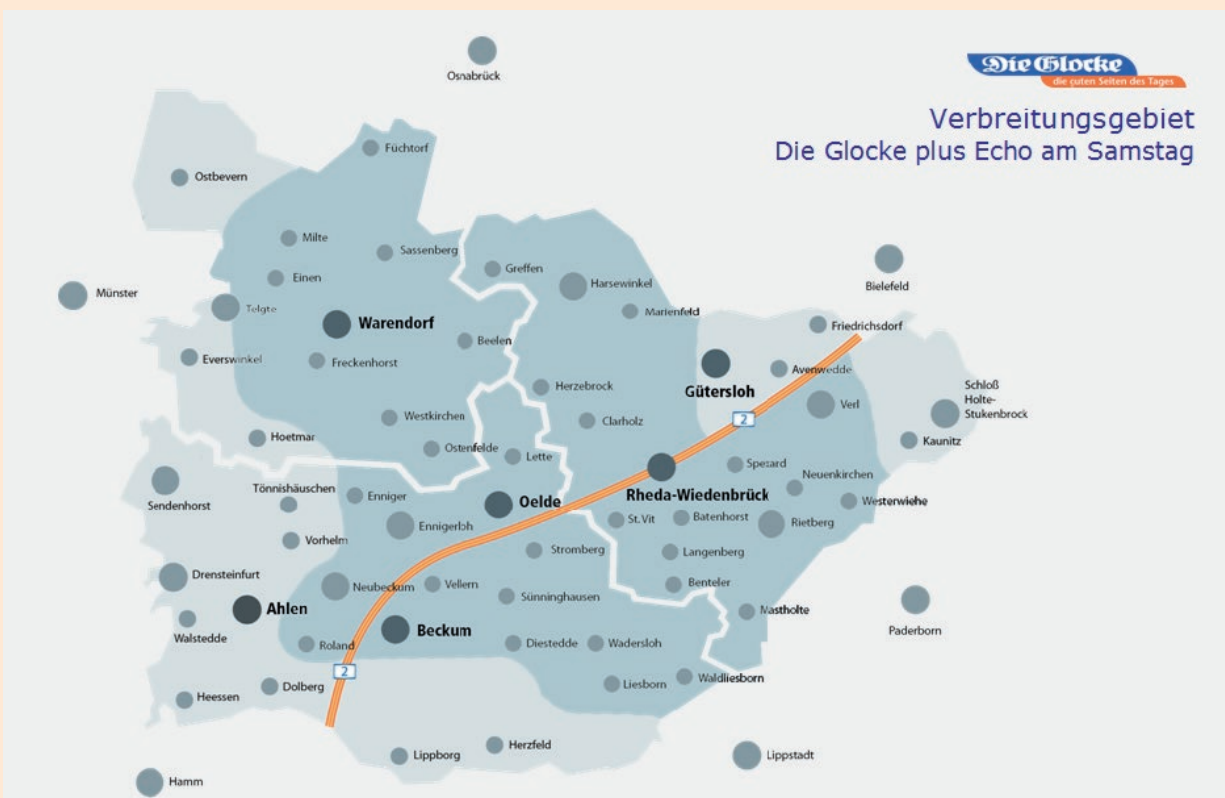 Die Glocke
die guten Seiten des Tages
Verbreitungsgebiet
Die Glocke plus Echo am Samstag
Osnabrück
Füchtorf
Ostbevern
Milte
Sassenberg
Greffen
Einen
Harsewinkel
Bielefeld
Münster
Telgte
Marienfeld
Warendorf
Friedrichsdorf
Beelen
Everswinkel
Freckenhorst
Avenwedde
Herzebrock
Gütersloh
Schloß
Holte-
Stukenbrock
Verl
Westkirchen
Clarholz
2
Kaunitz
Hoetmar
Ostenfelde
Lette
Spexard
Sendenhorst
Tönnishäuschen
Enniger
Oelde
Rheda-Wiedenbrück
Neuenkirchen
Westerwiehe
Ennigerloh
St. Vit
Batenhorst
Rietberg
Vorhelm
Stromberg
Langenberg
Drensteinfurt
Neubeckum
Vellern
Benteler
Sünninghausen
Ahlen
Mastholte
Walstedde
Beckum
Paderborn
Roland
Diestedde
Wadersloh
2
Heessen
Dolberg
Liesborn
Waldliesborn
Lippborg
Herzfeld
Lippstadt
Hamm